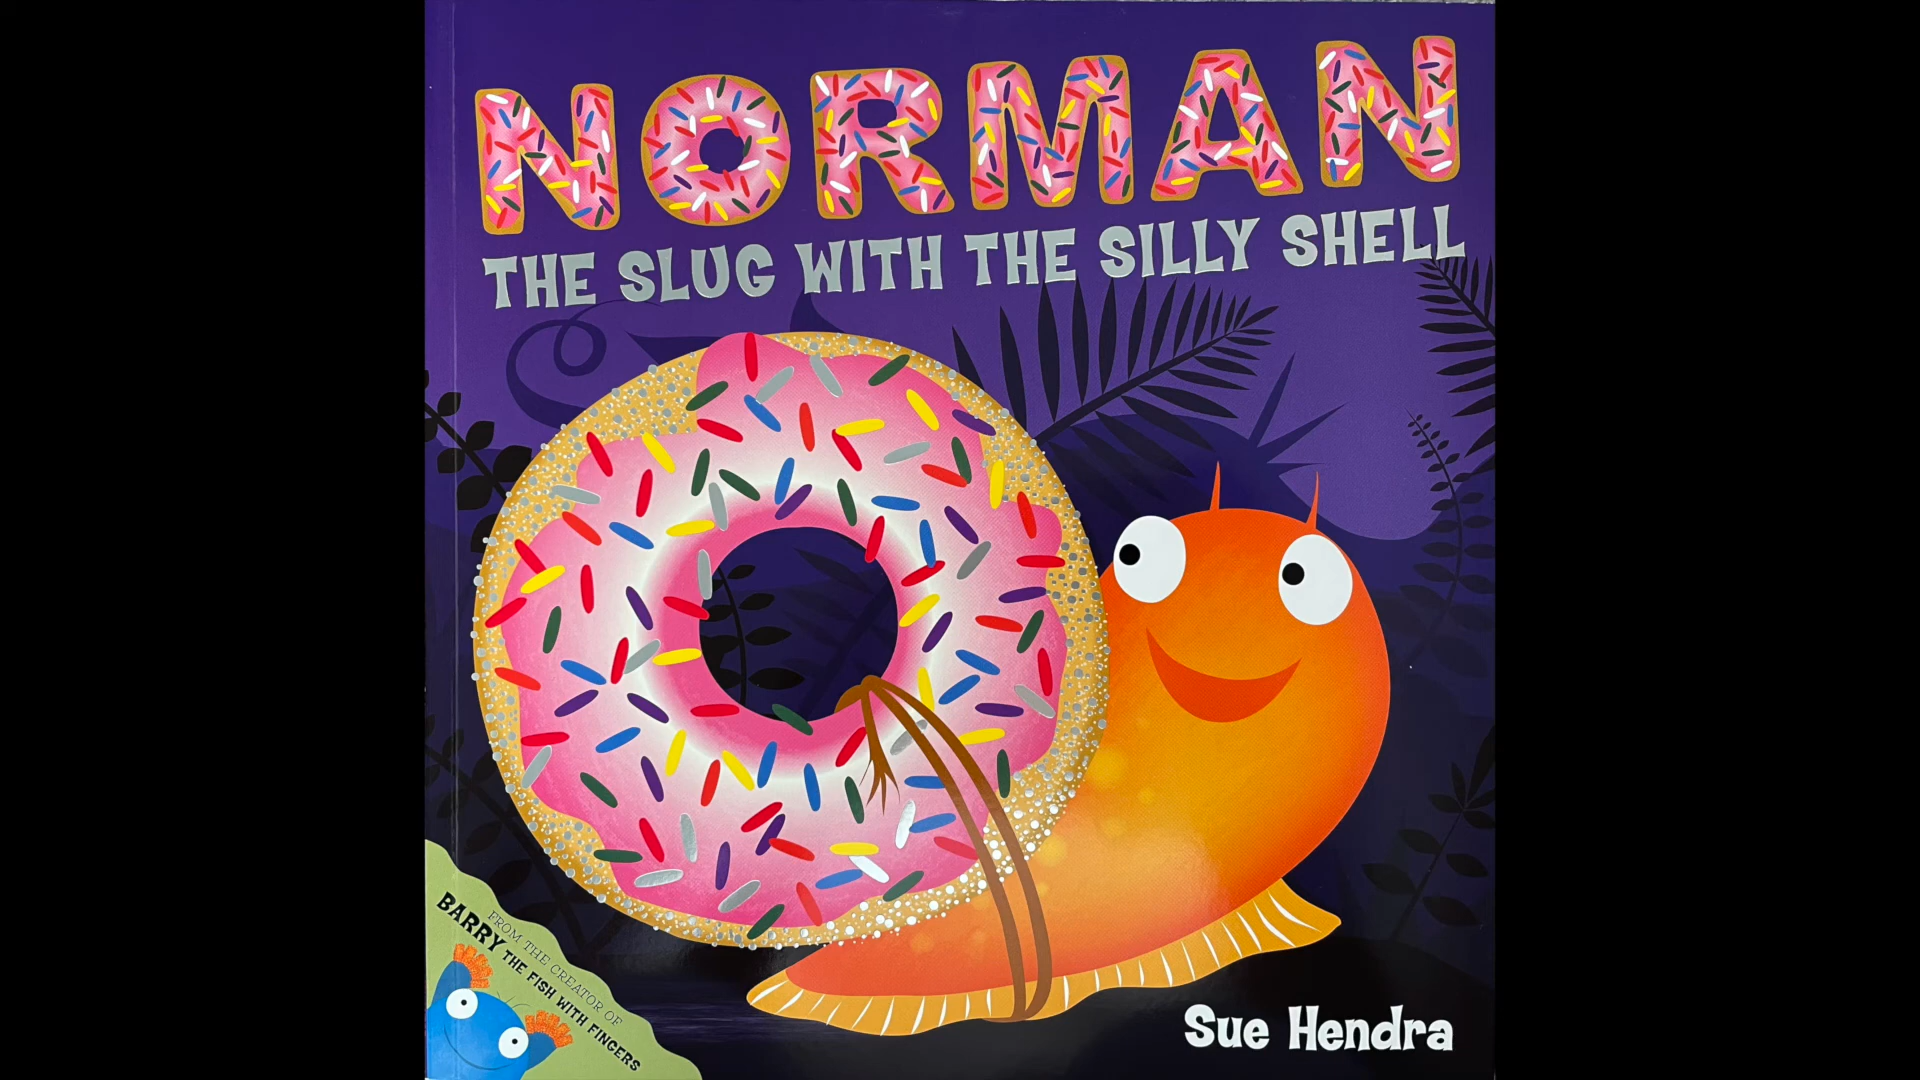 NORMAN
THE SLUG WITH THE SILLY SHELL
FROM THE CREATOR OF
BARRY THE FISH WITH FINGERS
Sue Hendra